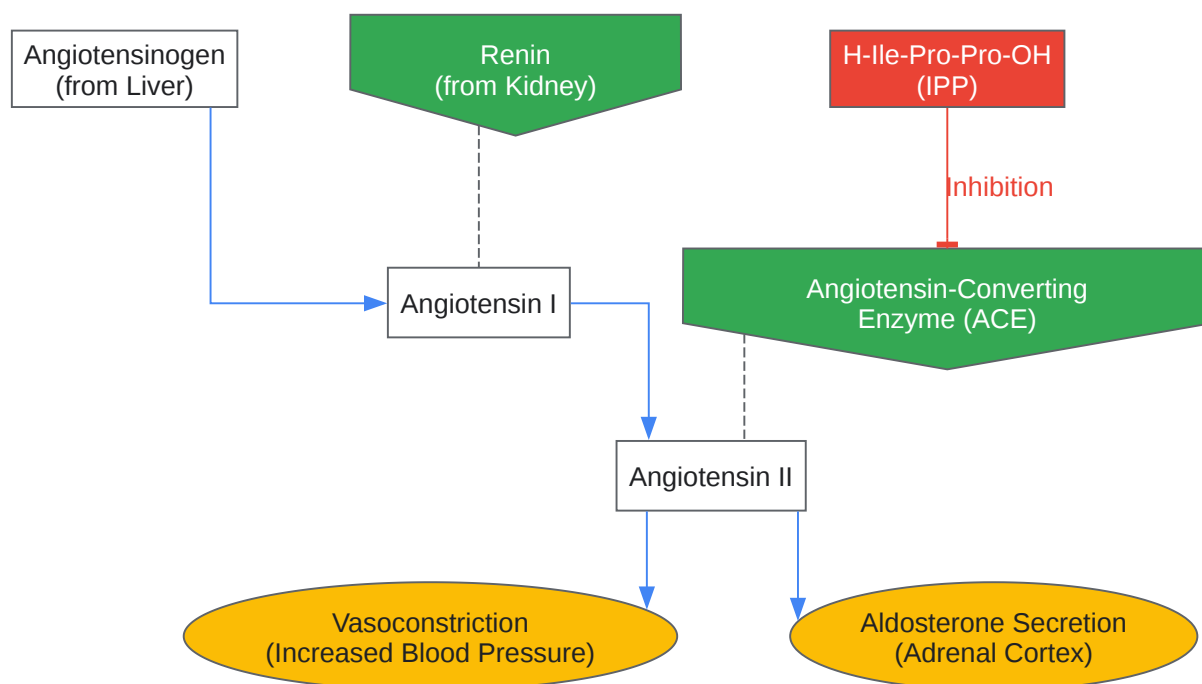 Angiotensinogen
(from Liver)
Renin
(from Kidney)
H-Ile-Pro-Pro-OH
(IPP)
Inhibition
Angiotensin-Converting
Enzyme (ACE)
Angiotensin I
Angiotensin II
Vasoconstriction
(Increased Blood Pressure)
Aldosterone Secretion
(Adrenal Cortex)